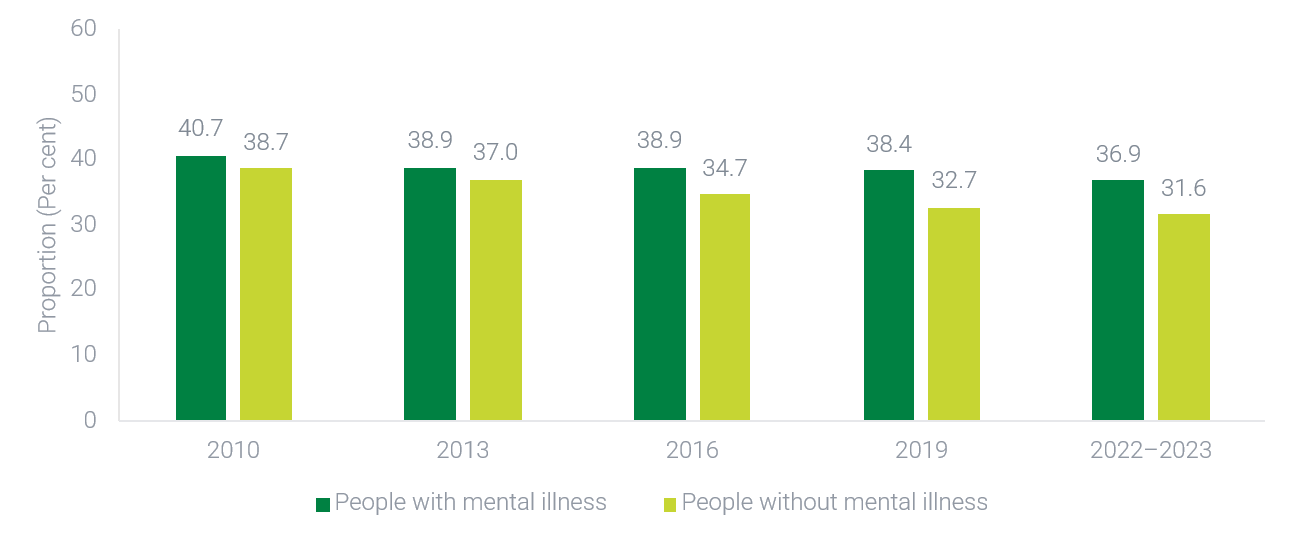 60
50
40
30
20
10
0
Proportion (Per cent)
40.7 38.7 38.9 37.0 38.9 34.7 38.4 32.7 36.9 31.6
2010 2013 2016 2019 2022–2023
People with mental illness People without mental illness